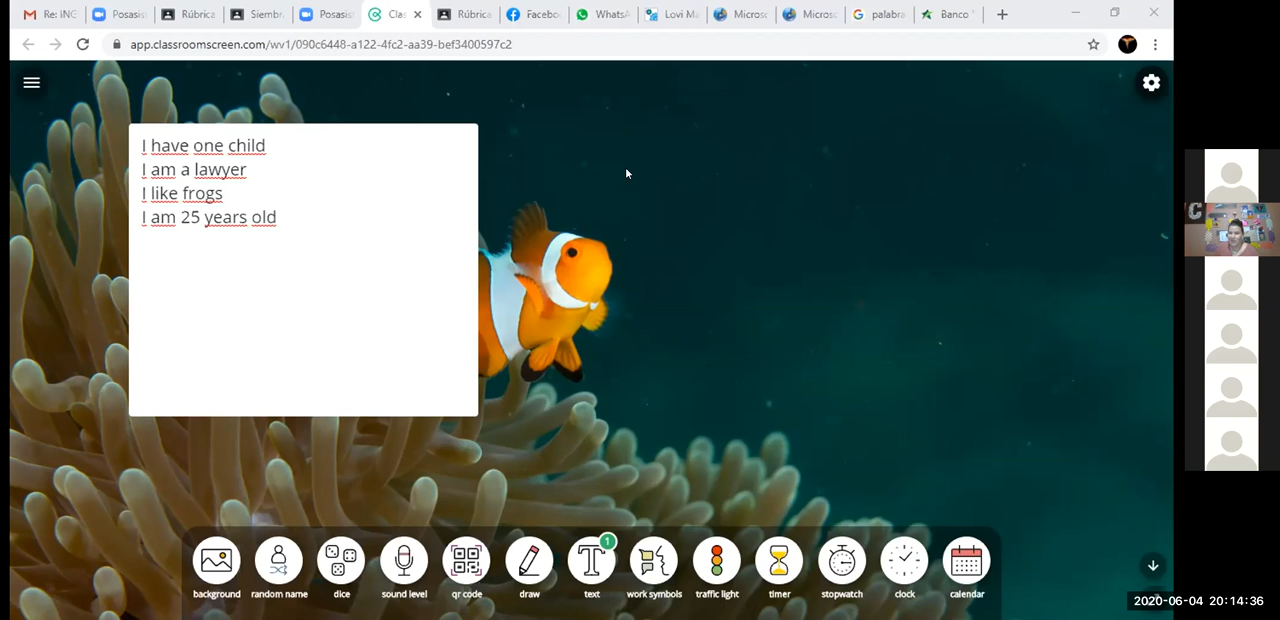 Re: ING
Posasis
Rúbrica
Siembr
Posasis
Clas
Rúbrica
Facebo
WhatsA
Lovi M
Microso
Microso
palabra
Banco
app.classroomscreen.com/wv1/090c6448-a122-4fc2-aa39-bef3400597c2
I have one child
I am a lawyer
I like frogs
I am 25 years old
C
1
background random name dice sound level qr code draw text work symbols traffic light timer stopwatch clock calendar
2020-06-04 20:14:36